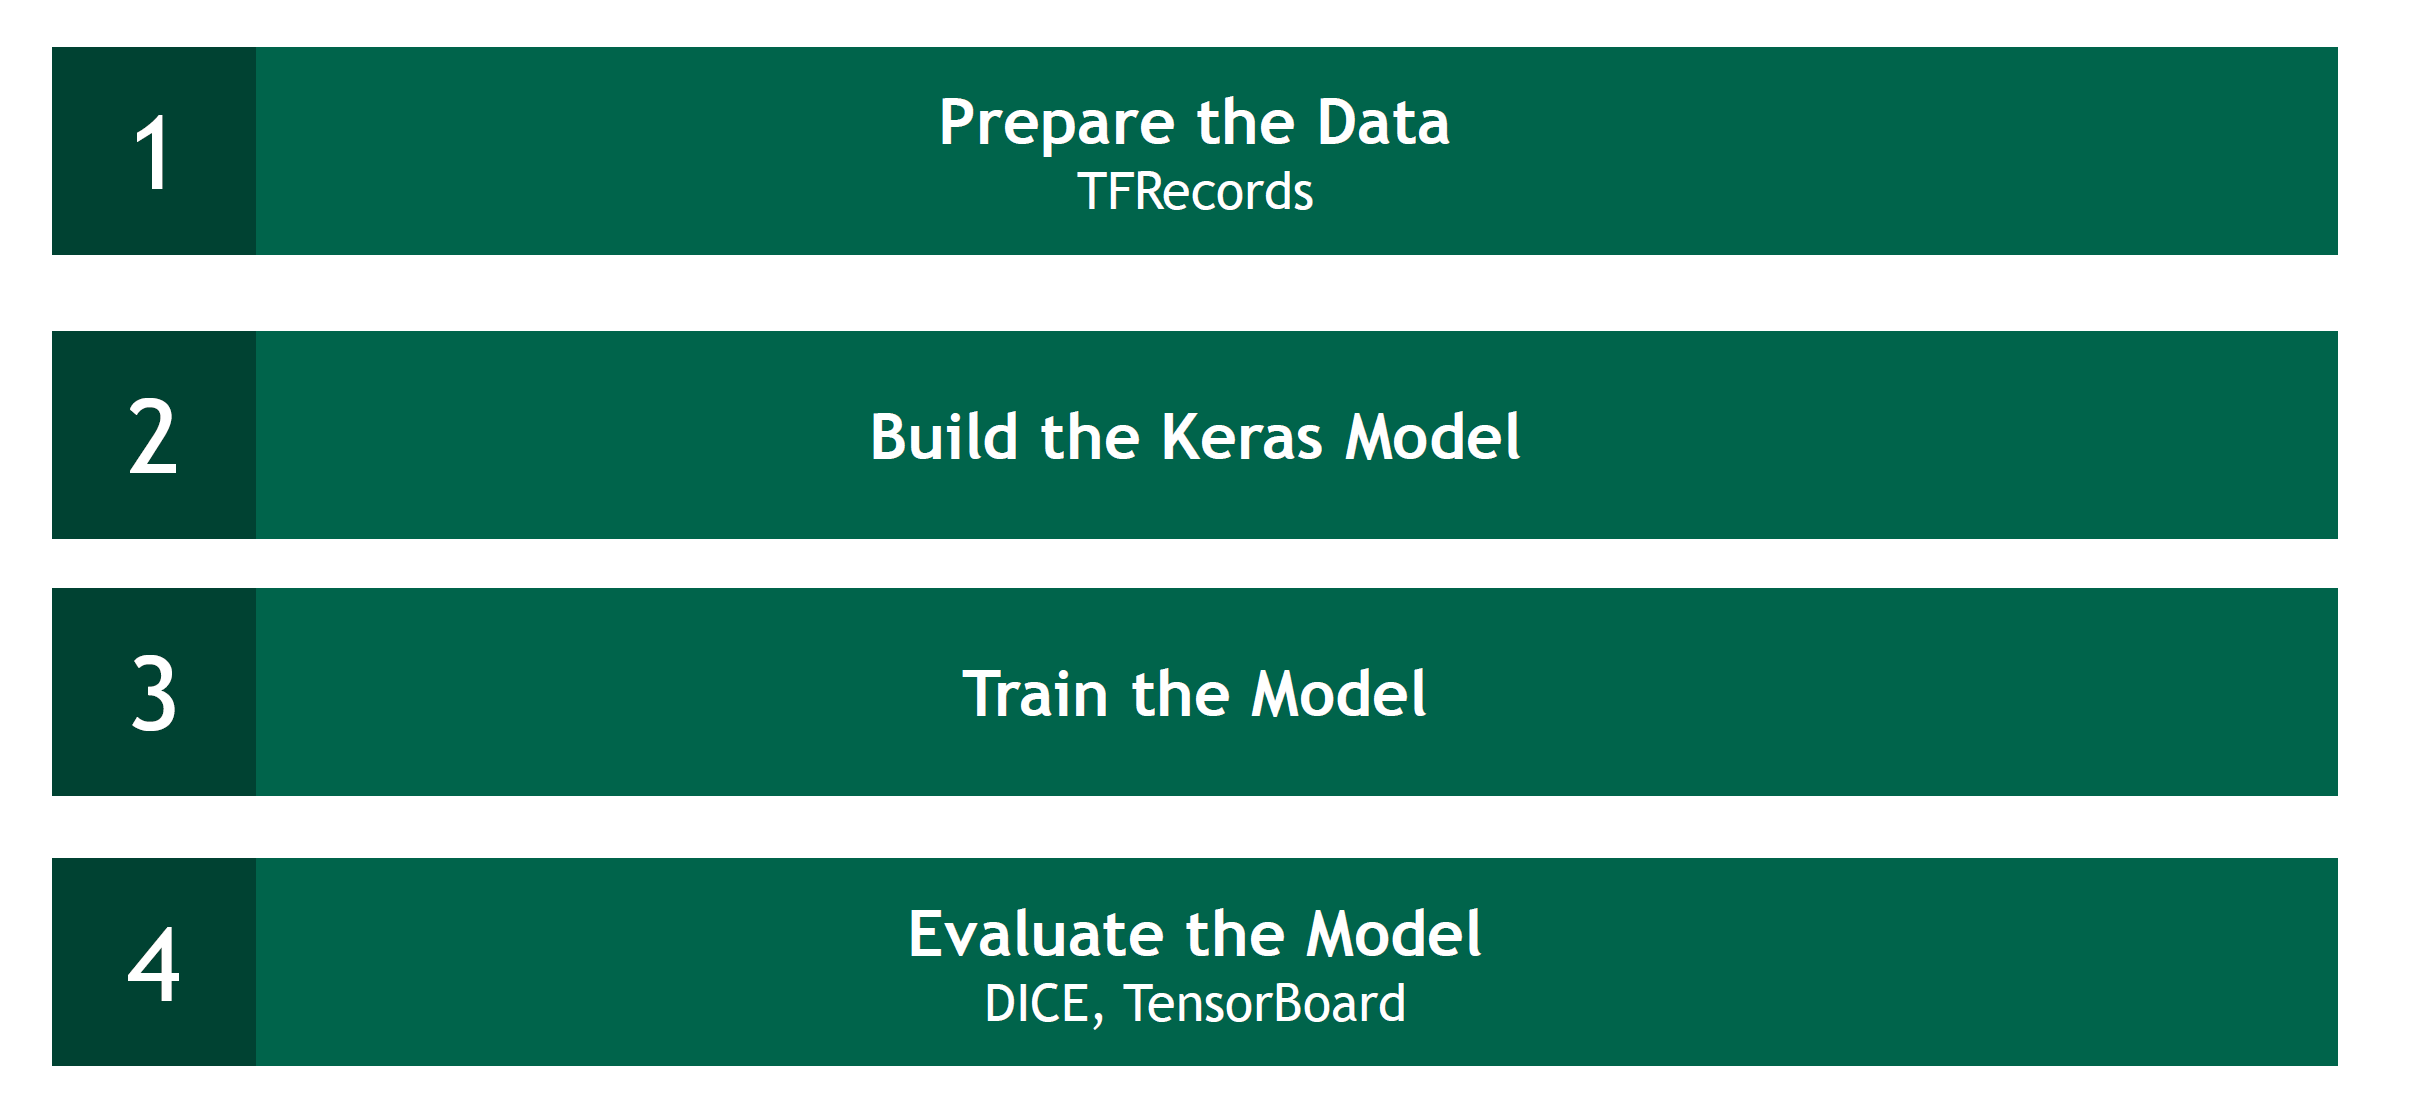 1
Prepare the Data
TFRecords
2
Build the Keras Model
3
Train the Model
4
Evaluate the Model
DICE, TensorBoard